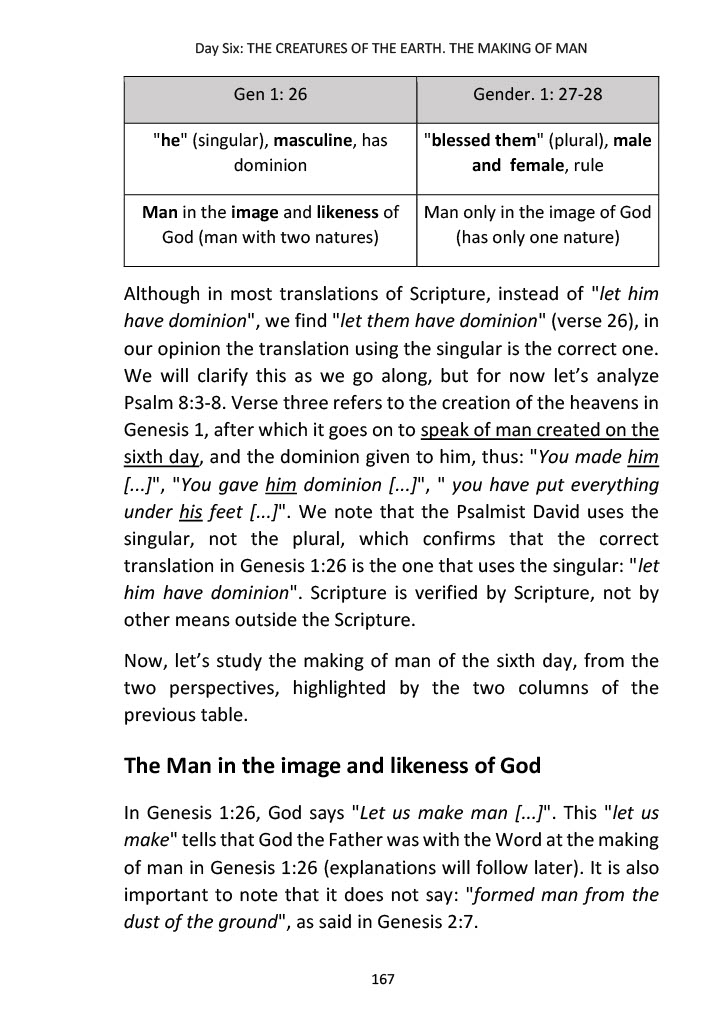 Day Six: THE CREATURES OF THE EARTH. THE MAKING OF MAN
Gen 1: 26
Gender. 1: 27-28
"he" (singular), masculine, has
dominion
"blessed them" (plural), male
and female, rule
Man in the image and likeness of
God (man with two natures)
Man only in the image of God
(has only one nature)
Although in most translations of Scripture, instead of "let him
have dominion", we find "let them have dominion" (verse 26), in
our opinion the translation using the singular is the correct one.
We will clarify this as we go along, but for now let’s analyze
Psalm 8:3-8. Verse three refers to the creation of the heavens in
Genesis 1, after which it goes on to speak of man created on the
sixth day, and the dominion given to him, thus: "You made him
[...]", "You gave him dominion [...]", " you have put everything
under his feet [...]". We note that the Psalmist David uses the
singular, not the plural, which confirms that the correct
translation in Genesis 1:26 is the one that uses the singular: "let
him have dominion". Scripture is verified by Scripture, not by
other means outside the Scripture.
Now, let’s study the making of man of the sixth day, from the
two perspectives, highlighted by the two columns of the
previous table.
The Man in the image and likeness of God
In Genesis 1:26, God says "Let us make man [...]". This "let us
make" tells that God the Father was with the Word at the making
of man in Genesis 1:26 (explanations will follow later). It is also
important to note that it does not say: "formed man from the
dust of the ground", as said in Genesis 2:7.
167